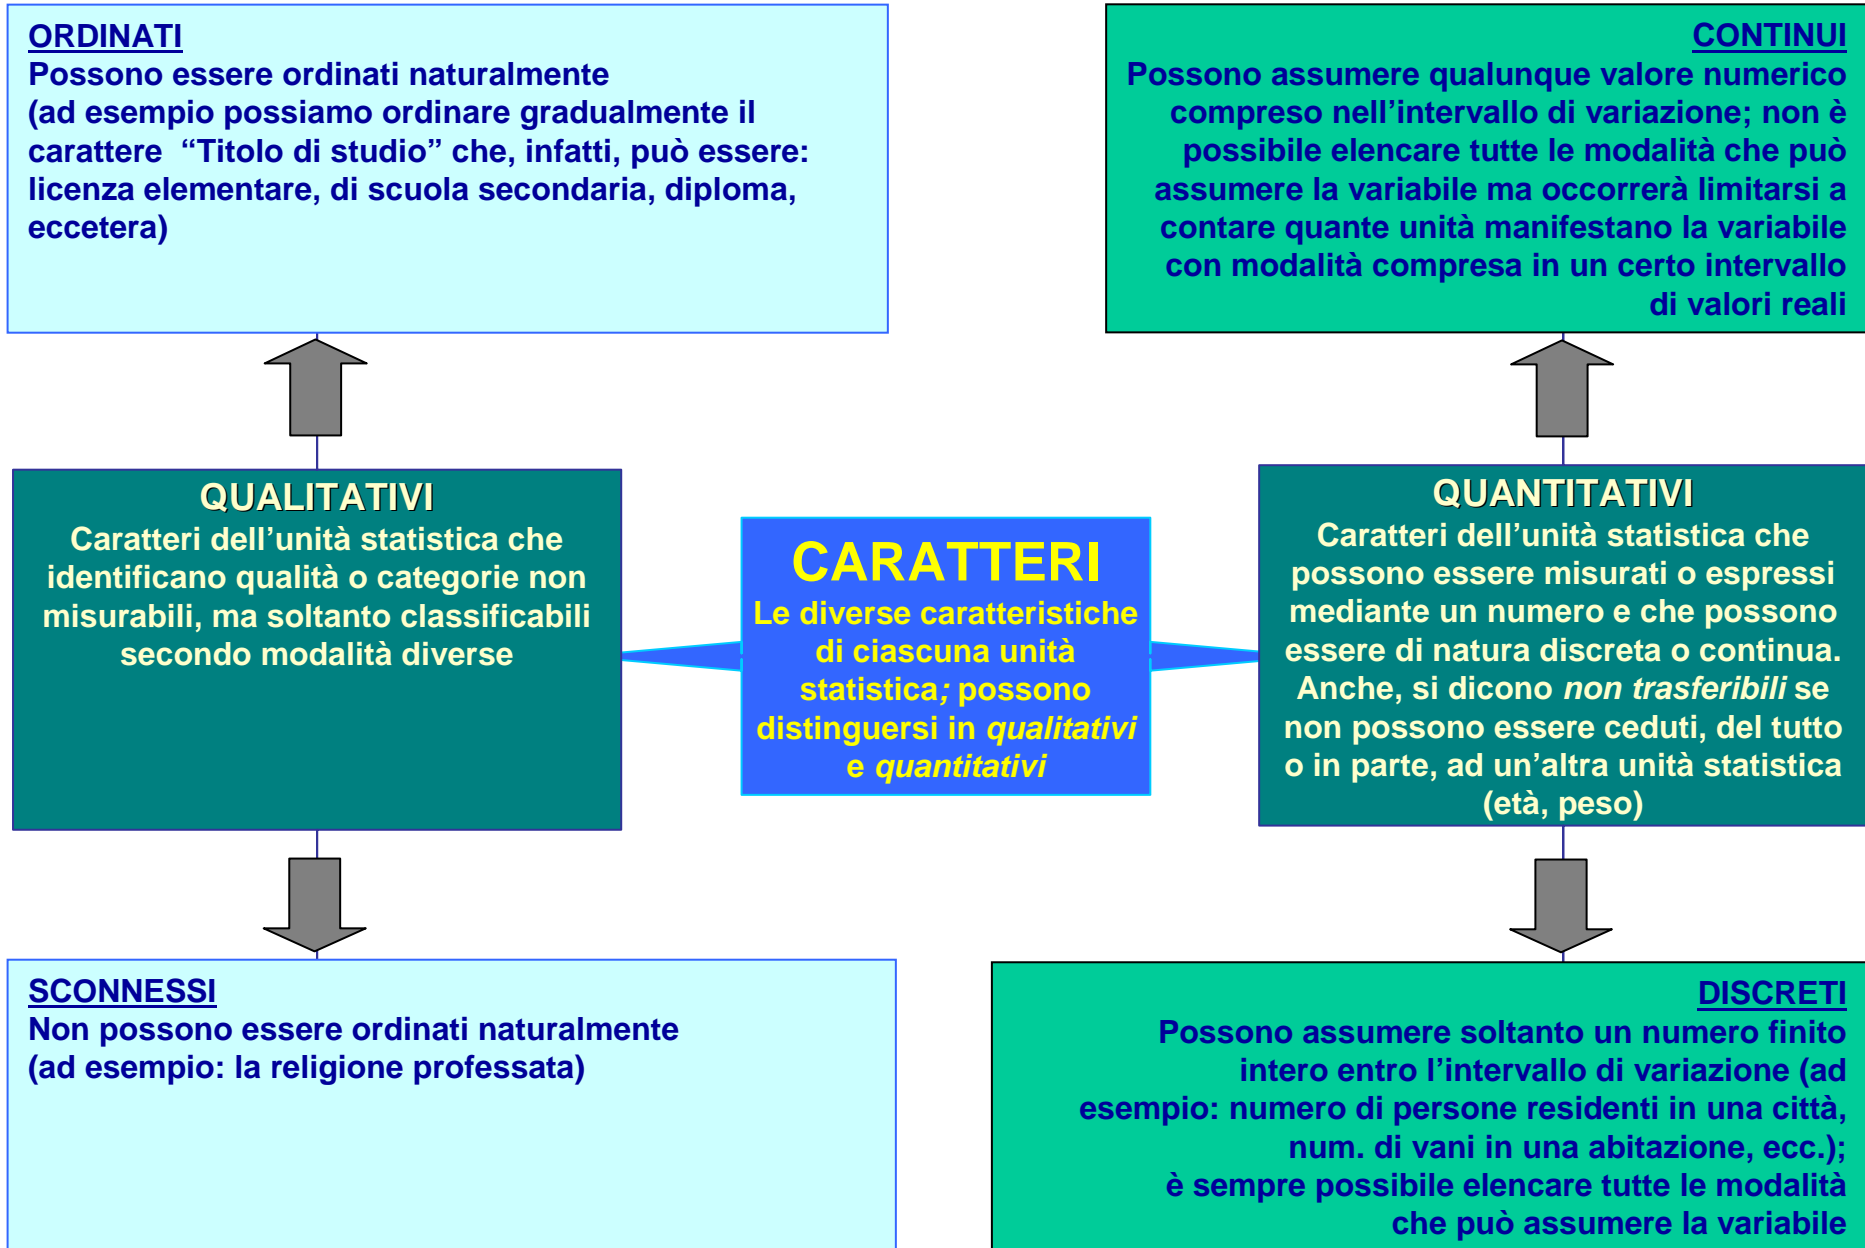 ORDINATI
Possono essere ordinati naturalmente
(ad esempio possiamo ordinare gradualmente il
carattere “Titolo di studio” che, infatti, può essere:
licenza elementare, di scuola secondaria, diploma,
eccetera)
CONTINUI
Possono assumere qualunque valore numerico
compreso nell’intervallo di variazione; non è
possibile elencare tutte le modalità che può
assumere la variabile ma occorrerà limitarsi a
contare quante unità manifestano la variabile
con modalità compresa in un certo intervallo
di valori reali
QUALITATIVI
Caratteri dell’unità statistica che
identificano qualità o categorie non
misurabili, ma soltanto classificabili
secondo modalità diverse
CARATTERI
Le diverse caratteristiche
di ciascuna unità
statistica; possono
distinguersi in qualitativi
e quantitativi
QUANTITATIVI
Caratteri dell’unità statistica che
possono essere misurati o espressi
mediante un numero e che possono
essere di natura discreta o continua.
Anche, si dicono non trasferibili se
non possono essere ceduti, del tutto
o in parte, ad un’altra unità statistica
(età, peso)
SCONNESSI
Non possono essere ordinati naturalmente
(ad esempio: la religione professata)
DISCRETI
Possono assumere soltanto un numero finito
intero entro l’intervallo di variazione (ad
esempio: numero di persone residenti in una città,
num. di vani in una abitazione, ecc.);
è sempre possibile elencare tutte le modalità
che può assumere la variabile